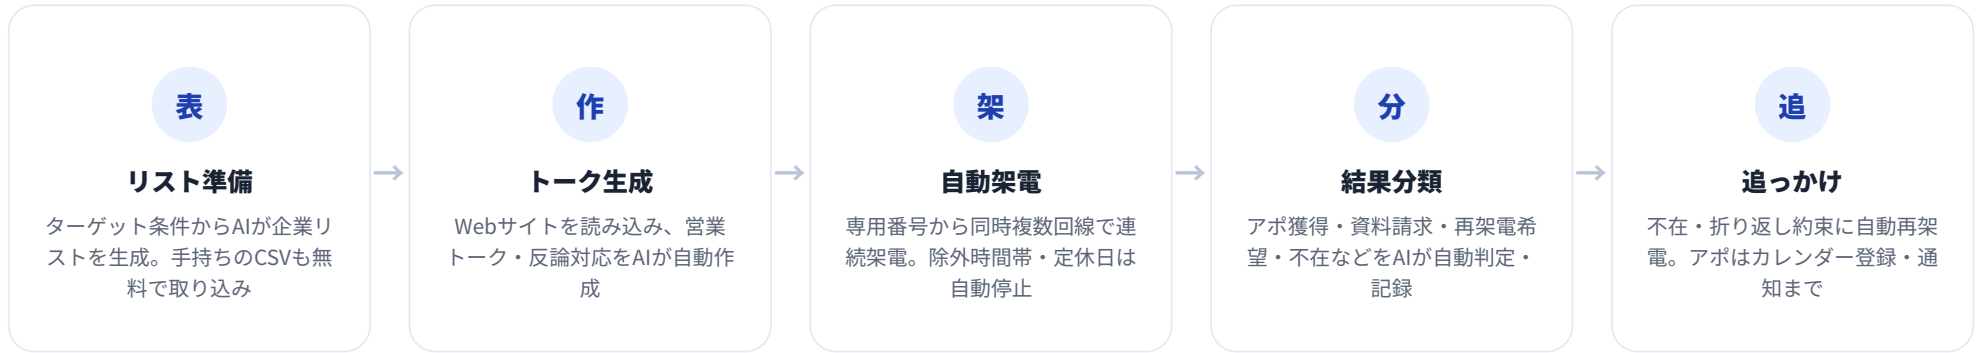 表
リスト準備
ターゲット条件からAIが企業リ
ストを生成。手持ちのCSVも無
料で取り込み
→
作
トーク生成
Webサイトを読み込み、営業
トーク・反論対応をAIが自動作
成
→
架
自動架電
専用番号から同時複数回線で連
続架電。除外時間帯・定休日は
自動停止
→
分
結果分類
アポ獲得・資料請求・再架電希
望・不在などをAIが自動判定・
記録
→
追
追っかけ
不在・折り返し約束に自動再架
電。アポはカレンダー登録・通
知まで